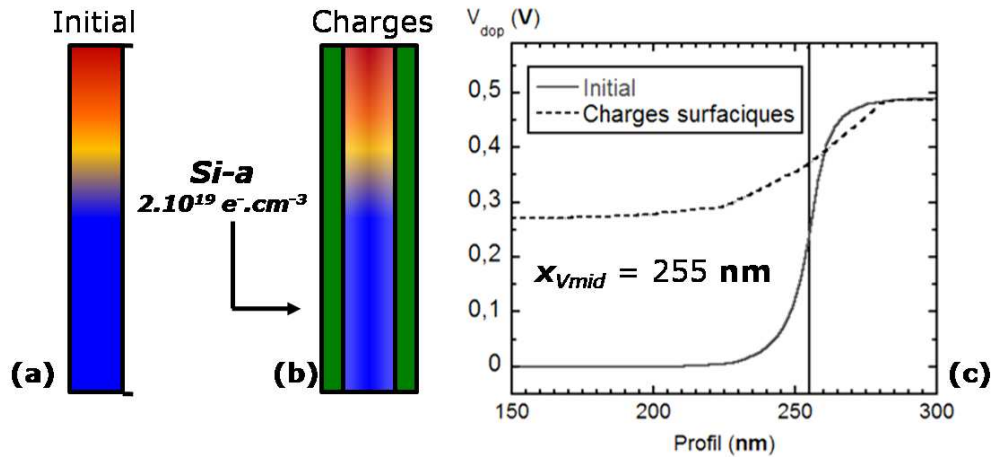 Initial
Charges
Si-a
2.10¹⁹ e⁻.cm⁻³
(a)
(b)
V_dop (V)
Initial
Charges surfaciques
0,5
0,4
0,3
0,2
0,1
0
x_Vmid = 255 nm
(c)
150
200
250
300
Profil (nm)